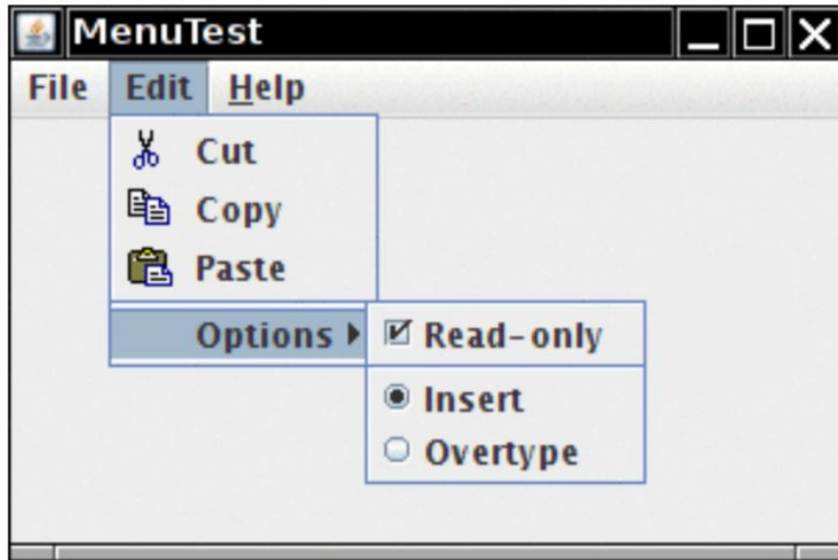 MenuTest
File Edit Help
Cut
Copy
Paste
Options Read-only
Insert
Overtype